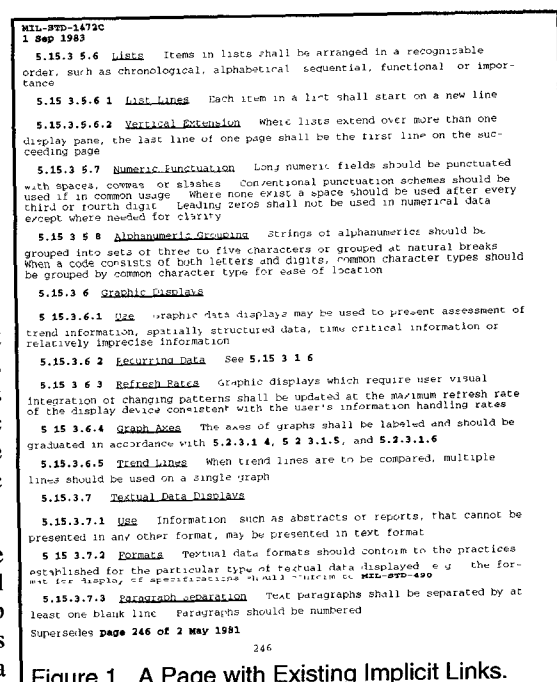 MIL-STD-1472C
1 Sep 1983
5.15.3 5.6 Lists Items in lists shall be arranged in a recognizable
order, such as chronological, alphabetical sequential, functional or impor-
tance
5.15 3.5.6 1 List Lines Each item in a list shall start on a new line
5.15.3.5.6.2 Vertical Extension Where lists extend over more than one
display pane, the last line of one page shall be the first line on the suc-
ceeding page
5.15.3 5.7 Numeric Punctuation Long numeric fields should be punctuated
with spaces, commas or slashes Conventional punctuation schemes should be
used if in common usage Where none exist a space should be used after every
third or fourth digit Leading zeros shall not be used in numerical data
except where needed for clarity
5.15 3 5 8 Alphanumeric Grouping Strings of alphanumerics should be
grouped into sets of three to five characters or grouped at natural breaks
When a code consists of both letters and digits, common character types should
be grouped by common character type for ease of location
5.15.3 6 Graphic Displays
5 15.3.6.1 Use Graphic data displays may be used to present assessment of
trend information, spatially structured data, time critical information or
relatively imprecise information
5.15.3.6 2 Recurring Data See 5.15 3 1 6
5.15 3 6 3 Refresh Rates Graphic displays which require user visual
integration of changing patterns shall be updated at the maximum refresh rate
of the display device consistent with the user's information handling rates
5 15 3.6.4 Graph Axes The axes of graphs shall be labeled and should be
graduated in accordance with 5.2.3.1 4, 5 2 3.1.5, and 5.2.3.1.6
5.15.3.6.5 Trend Lines When trend lines are to be compared, multiple
lines should be used on a single graph
5.15.3.7 Textual Data Displays
5.15.3.7.1 Use Information such as abstracts or reports, that cannot be
presented in any other format, may be presented in text format
5 15 3.7.2 Formats Textual data formats should conform to the practices
established for the particular type of textual data displayed e g the for-
mat for display of specifications shall conform to MIL-STD-490
5.15.3.7.3 Paragraph Separation Text paragraphs shall be separated by at
least one blank line Paragraphs should be numbered
Supersedes page 246 of 2 May 1981
246
Figure 1. A Page with Existing Implicit Links.